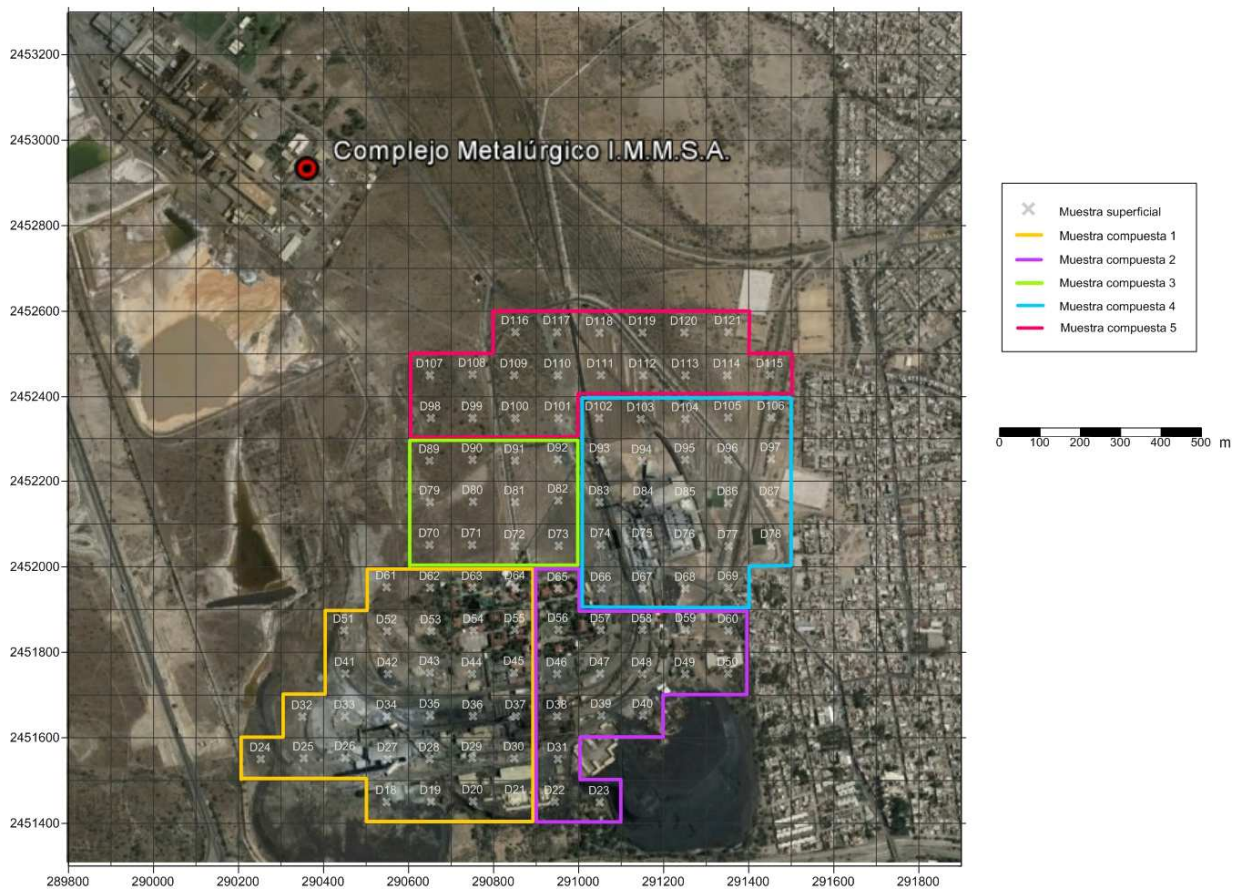 2453200
2453000
2452800
2452600
2452400
2452200
2452000
2451800
2451600
2451400
289800 290000 290200 290400 290600 290800 291000 291200 291400 291600 291800
Complejo Metalúrgico I.M.M.S.A.
D116 D117 D118 D119 D120 D121
D107 D108 D109 D110 D111 D112 D113 D114 D115
D98 D99 D100 D101 D102 D103 D104 D105 D106
D89 D90 D91 D92 D93 D94 D95 D96 D97
D79 D80 D81 D82 D83 D84 D85 D86 D87
D70 D71 D72 D73 D74 D75 D76 D77 D78
D61 D62 D63 D64 D65 D66 D67 D68 D69
D51 D52 D53 D54 D55 D56 D57 D58 D59 D60
D41 D42 D43 D44 D45 D46 D47 D48 D49 D50
D32 D33 D34 D35 D36 D37 D38 D39 D40
D24 D25 D26 D27 D28 D29 D30 D31
D18 D19 D20 D21 D22 D23
Muestra superficial
Muestra compuesta 1
Muestra compuesta 2
Muestra compuesta 3
Muestra compuesta 4
Muestra compuesta 5
0 100 200 300 400 500 m